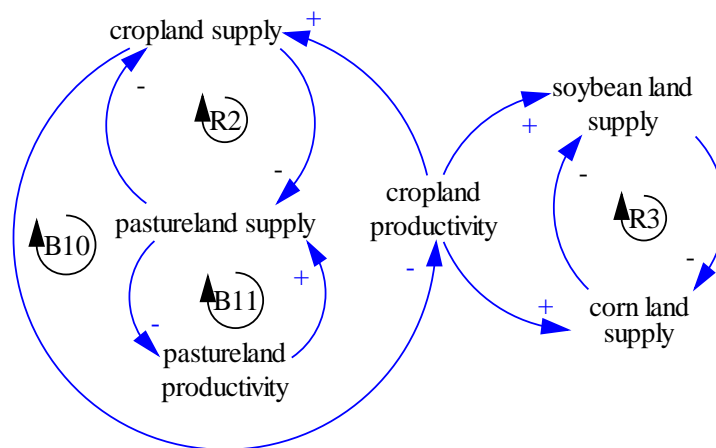 +
cropland supply
-
R2
-
soybean land
supply
+
-
cropland
productivity
pastureland supply
B10
R3
-
+
-
B11
+
-
-
pastureland
productivity
corn land
supply